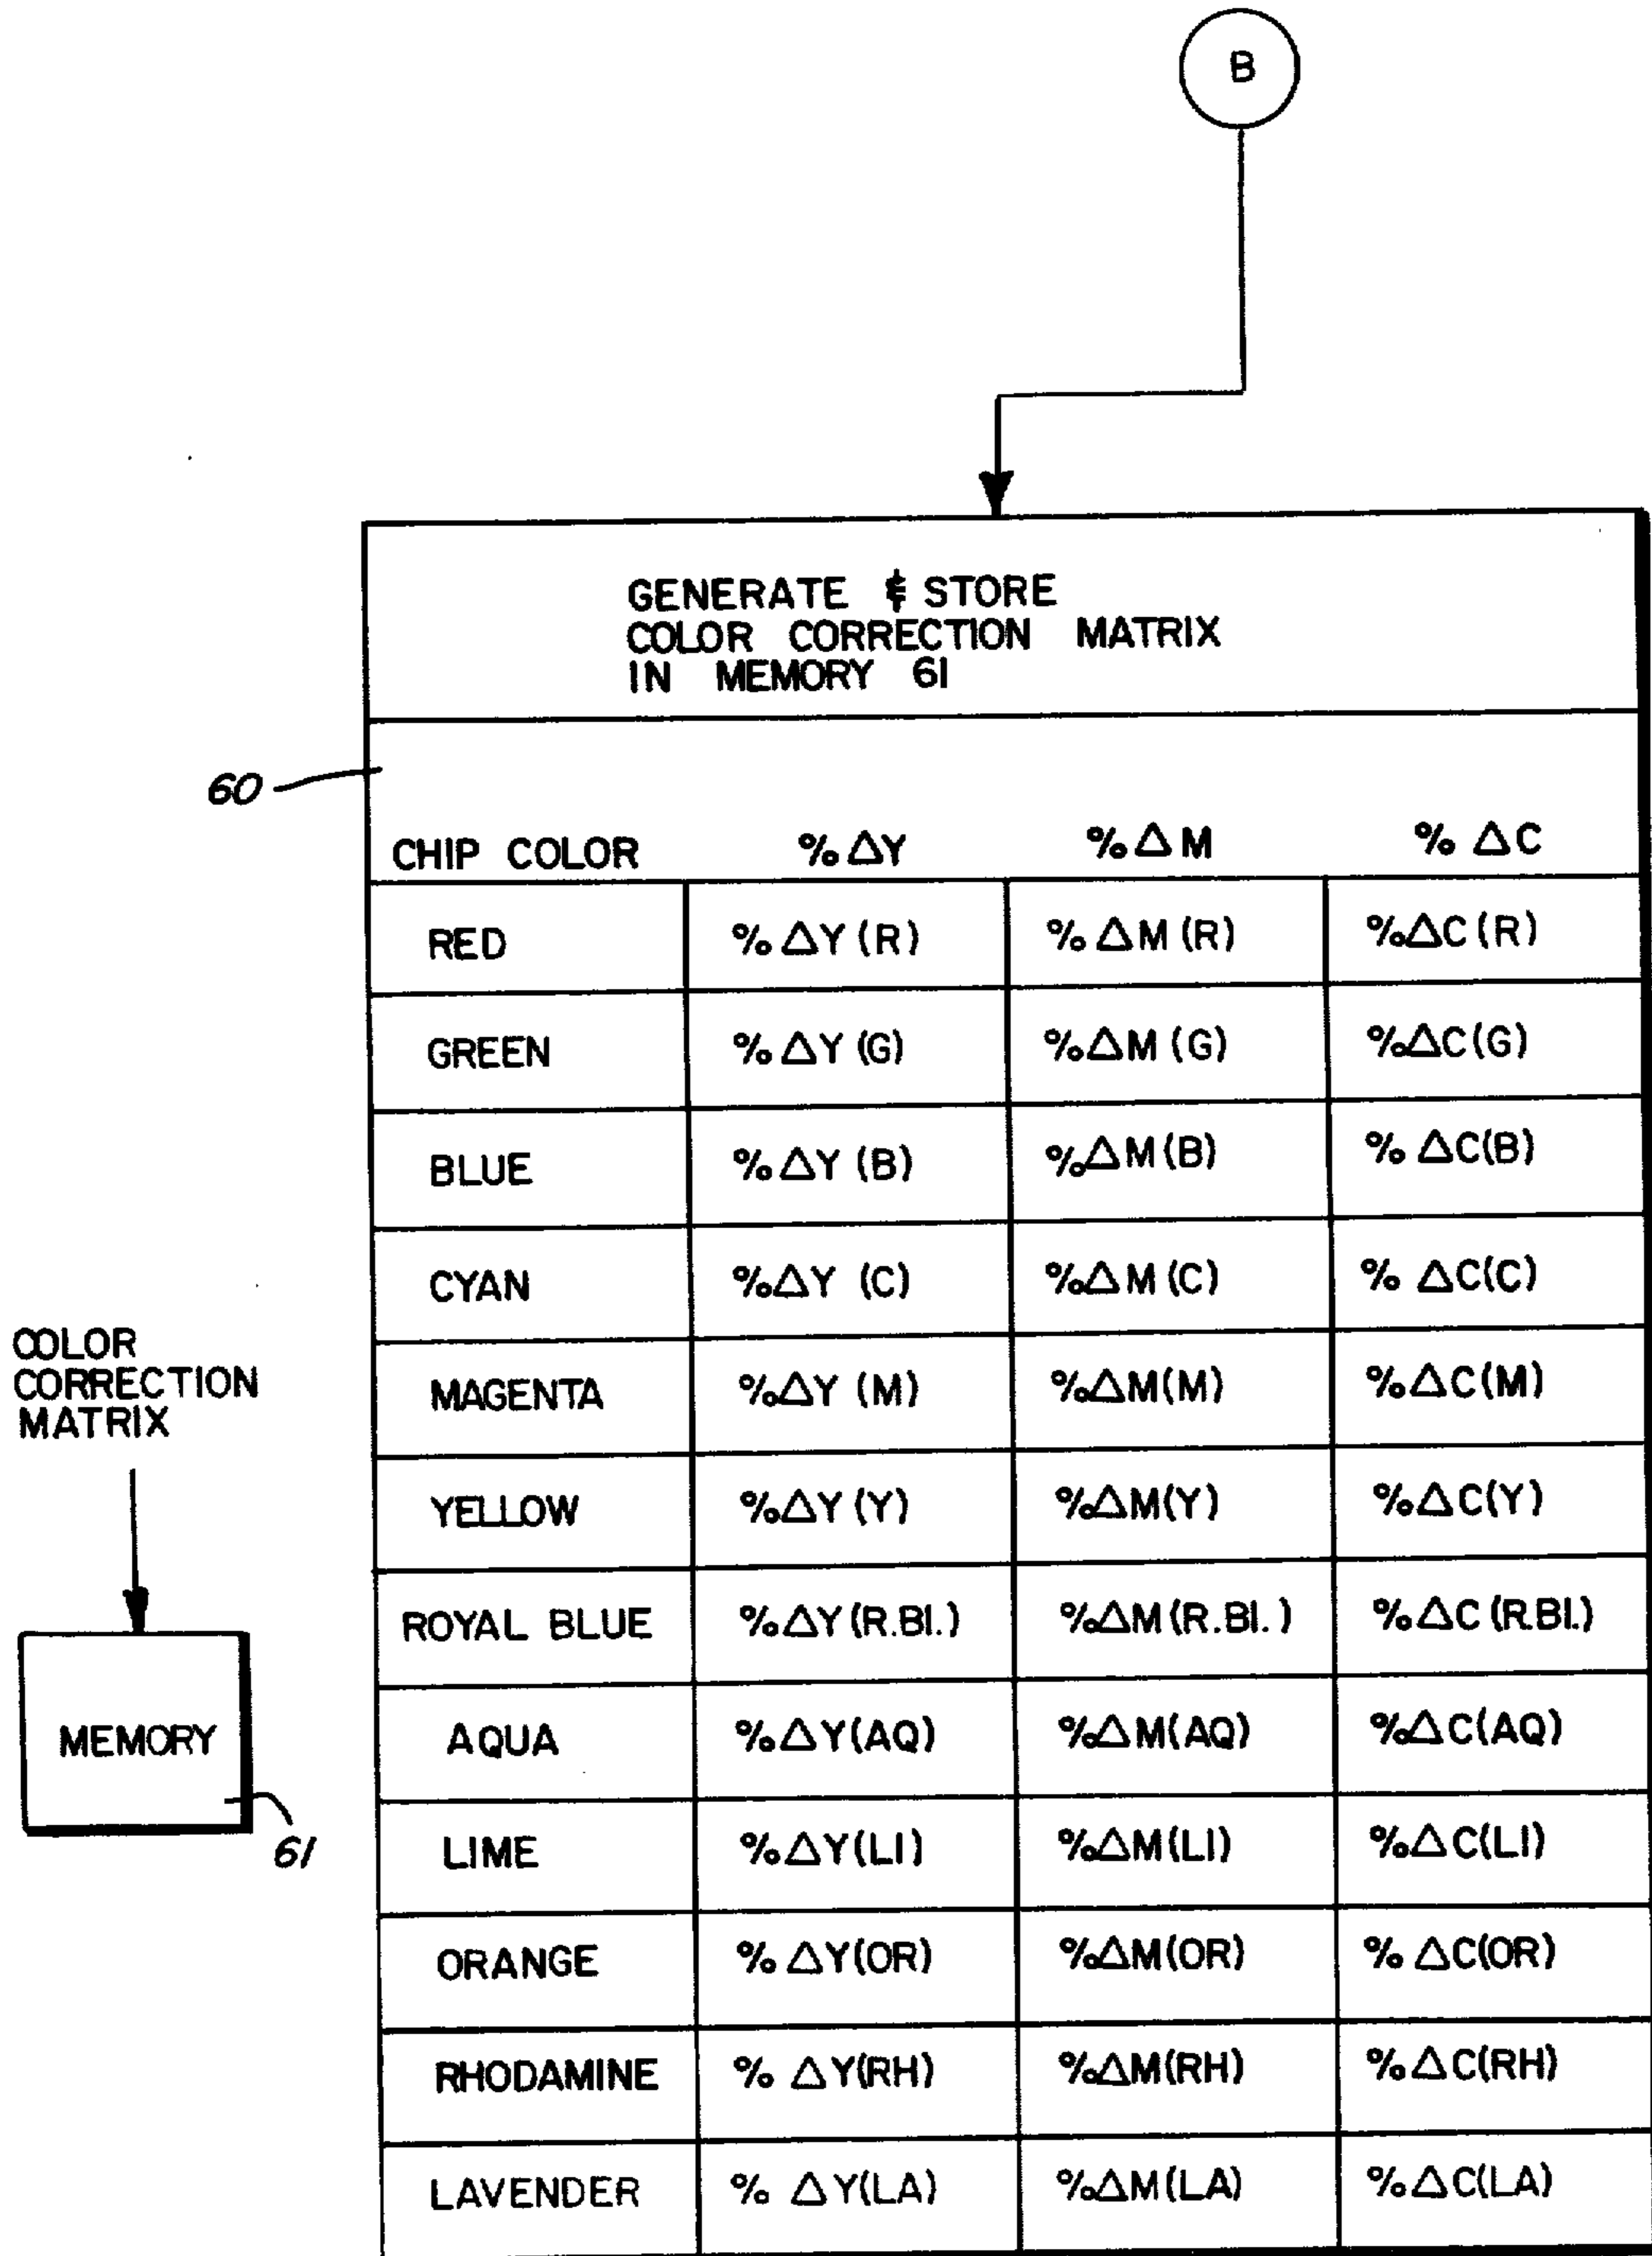 B
GENERATE & STORE
COLOR CORRECTION MATRIX
IN MEMORY 61
60
CHIP COLOR %ΔY %ΔM % ΔC
RED %ΔY(R) %ΔM(R) %ΔC(R)
GREEN %ΔY(G) %ΔM(G) %ΔC(G)
BLUE %ΔY(B) %ΔM(B) %ΔC(B)
CYAN %ΔY(C) %ΔM(C) %ΔC(C)
MAGENTA %ΔY(M) %ΔM(M) %ΔC(M)
YELLOW %ΔY(Y) %ΔM(Y) %ΔC(Y)
ROYAL BLUE %ΔY(R.Bl.) %ΔM(R.Bl.) %ΔC(R.Bl.)
AQUA %ΔY(AQ) %ΔM(AQ) %ΔC(AQ)
LIME %ΔY(LI) %ΔM(LI) %ΔC(LI)
ORANGE %ΔY(OR) %ΔM(OR) %ΔC(OR)
RHODAMINE %ΔY(RH) %ΔM(RH) %ΔC(RH)
LAVENDER %ΔY(LA) %ΔM(LA) %ΔC(LA)
COLOR
CORRECTION
MATRIX
MEMORY
61